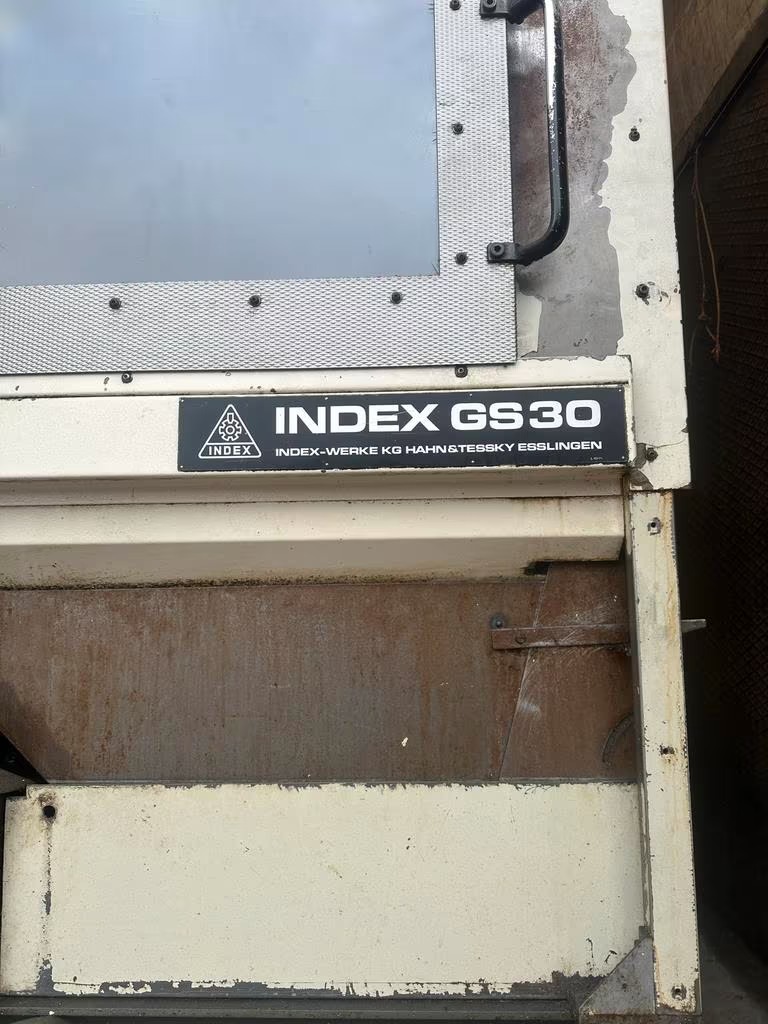 INDEX GS30
INDEX
INDEX-WERKE KG HAHN&TESSKY ESSLINGEN